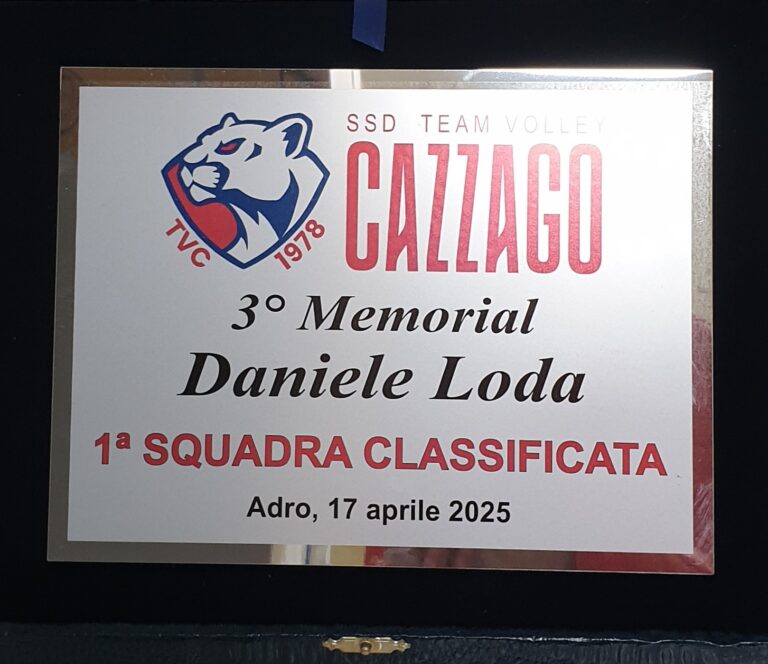 SSD TEAM VOLLEY
CAZZAGO
TVC 1978
3° Memorial
Daniele Loda
1ª SQUADRA CLASSIFICATA
Adro, 17 aprile 2025